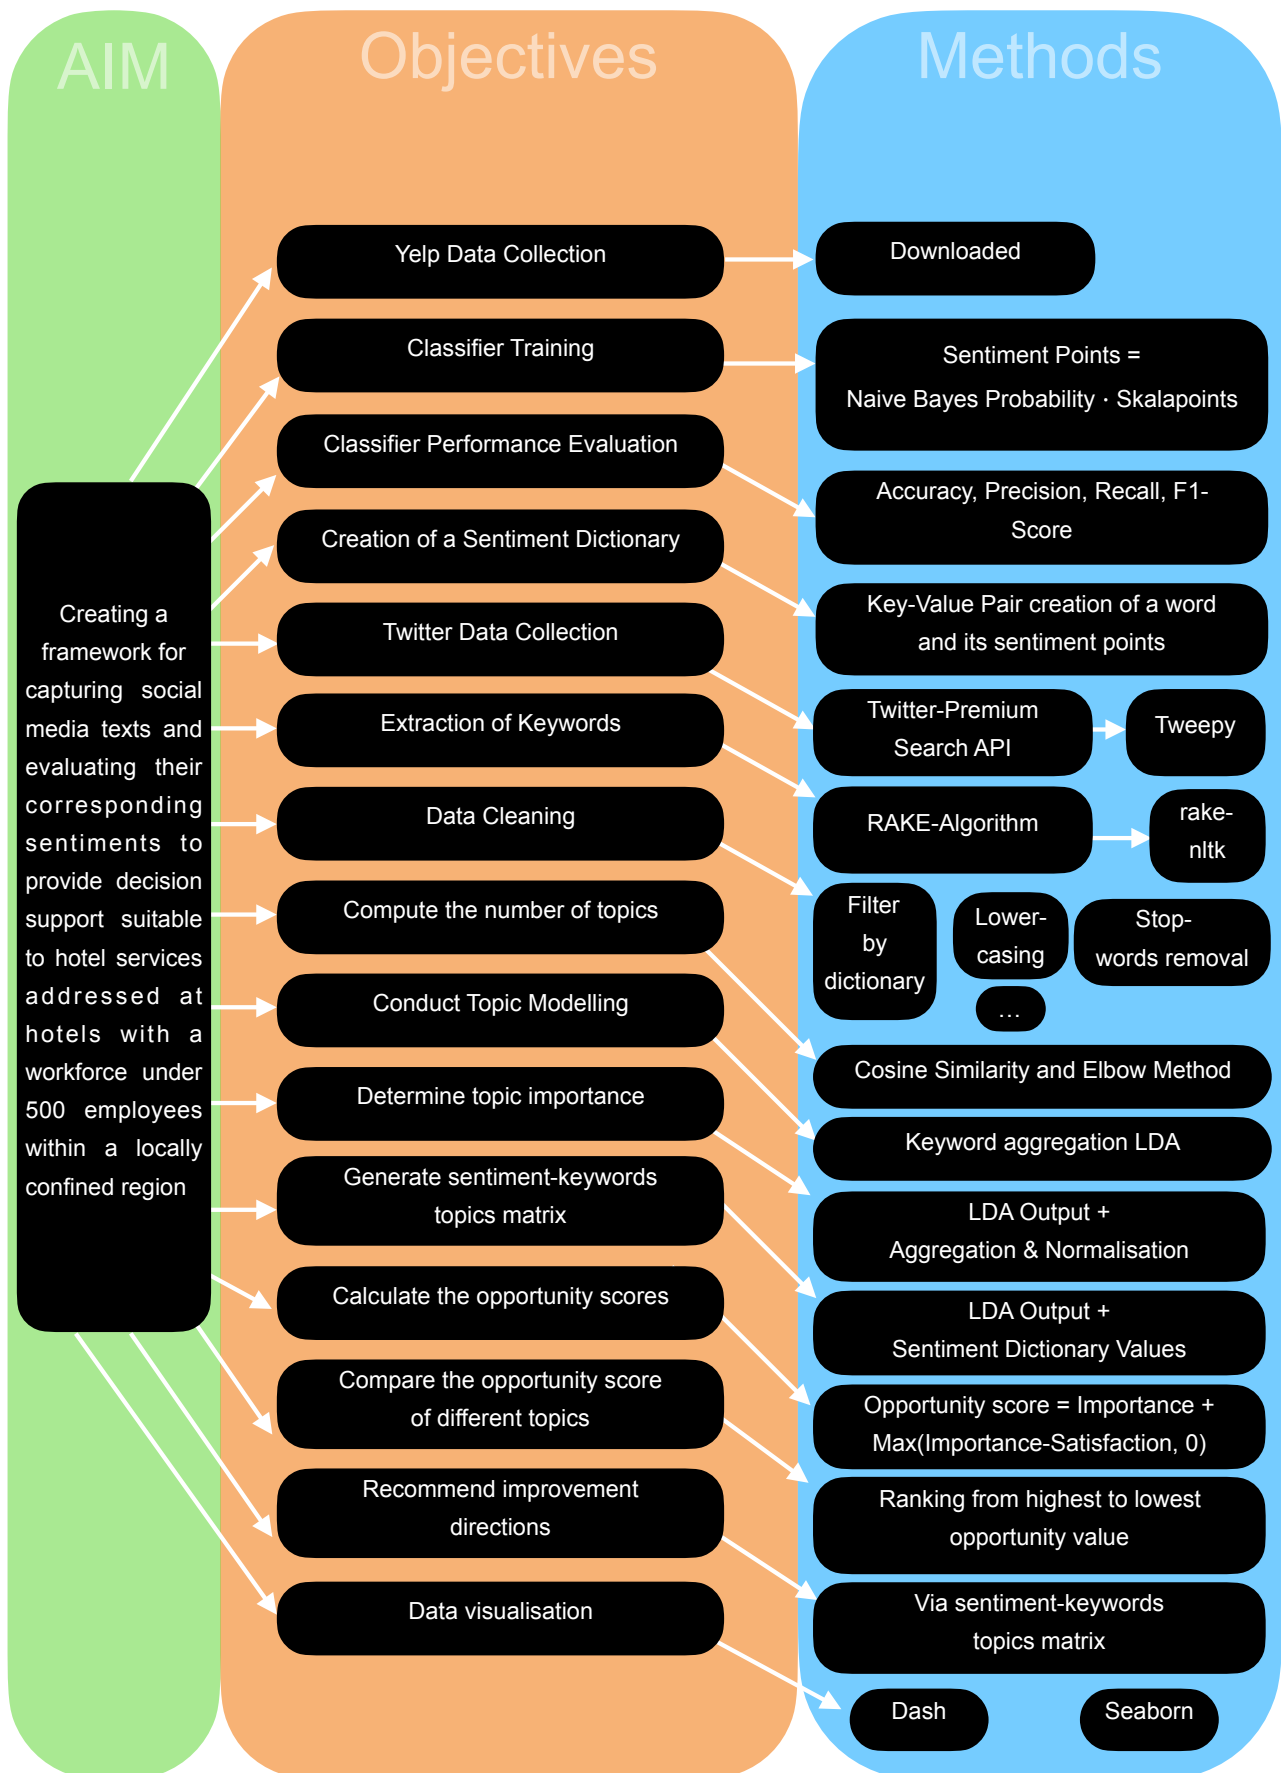 AIM
Objectives
Methods
Creating a
framework for
capturing social
media texts and
evaluating their
corresponding
sentiments to
provide decision
support suitable
to hotel services
addressed at
hotels with a
workforce under
500 employees
within a locally
confined region
Yelp Data Collection
Classifier Training
Classifier Performance Evaluation
Creation of a Sentiment Dictionary
Twitter Data Collection
Extraction of Keywords
Data Cleaning
Compute the number of topics
Conduct Topic Modelling
Determine topic importance
Generate sentiment-keywords
topics matrix
Calculate the opportunity scores
Compare the opportunity score
of different topics
Recommend improvement
directions
Data visualisation
Downloaded
Sentiment Points =
Naive Bayes Probability · Skalapoints
Accuracy, Precision, Recall, F1-
Score
Key-Value Pair creation of a word
and its sentiment points
Twitter-Premium
Search API
Tweepy
RAKE-Algorithm
rake-
nltk
Filter
by
dictionary
Lower-
casing
Stop-
words removal
…
Cosine Similarity and Elbow Method
Keyword aggregation LDA
LDA Output +
Aggregation & Normalisation
LDA Output +
Sentiment Dictionary Values
Opportunity score = Importance +
Max(Importance-Satisfaction, 0)
Ranking from highest to lowest
opportunity value
Via sentiment-keywords
topics matrix
Dash
Seaborn